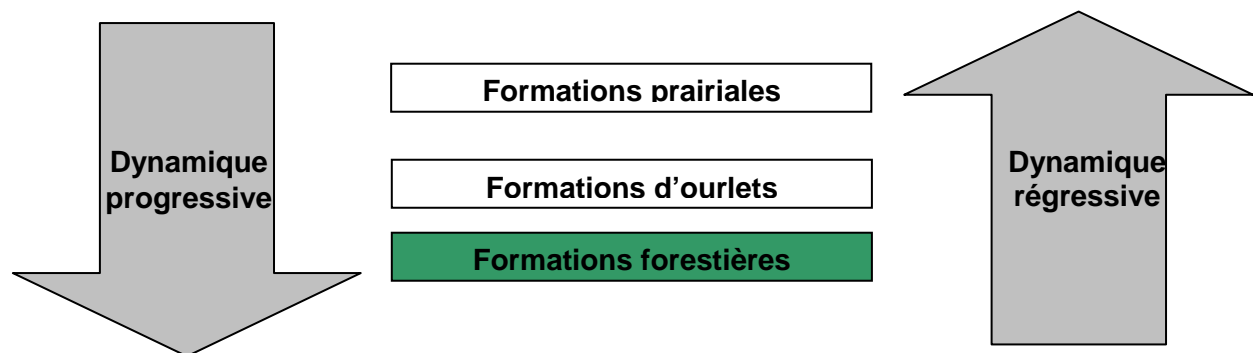 Formations prairiales
Dynamique
progressive
Formations d’ourlets
Formations forestières
Dynamique
régressive